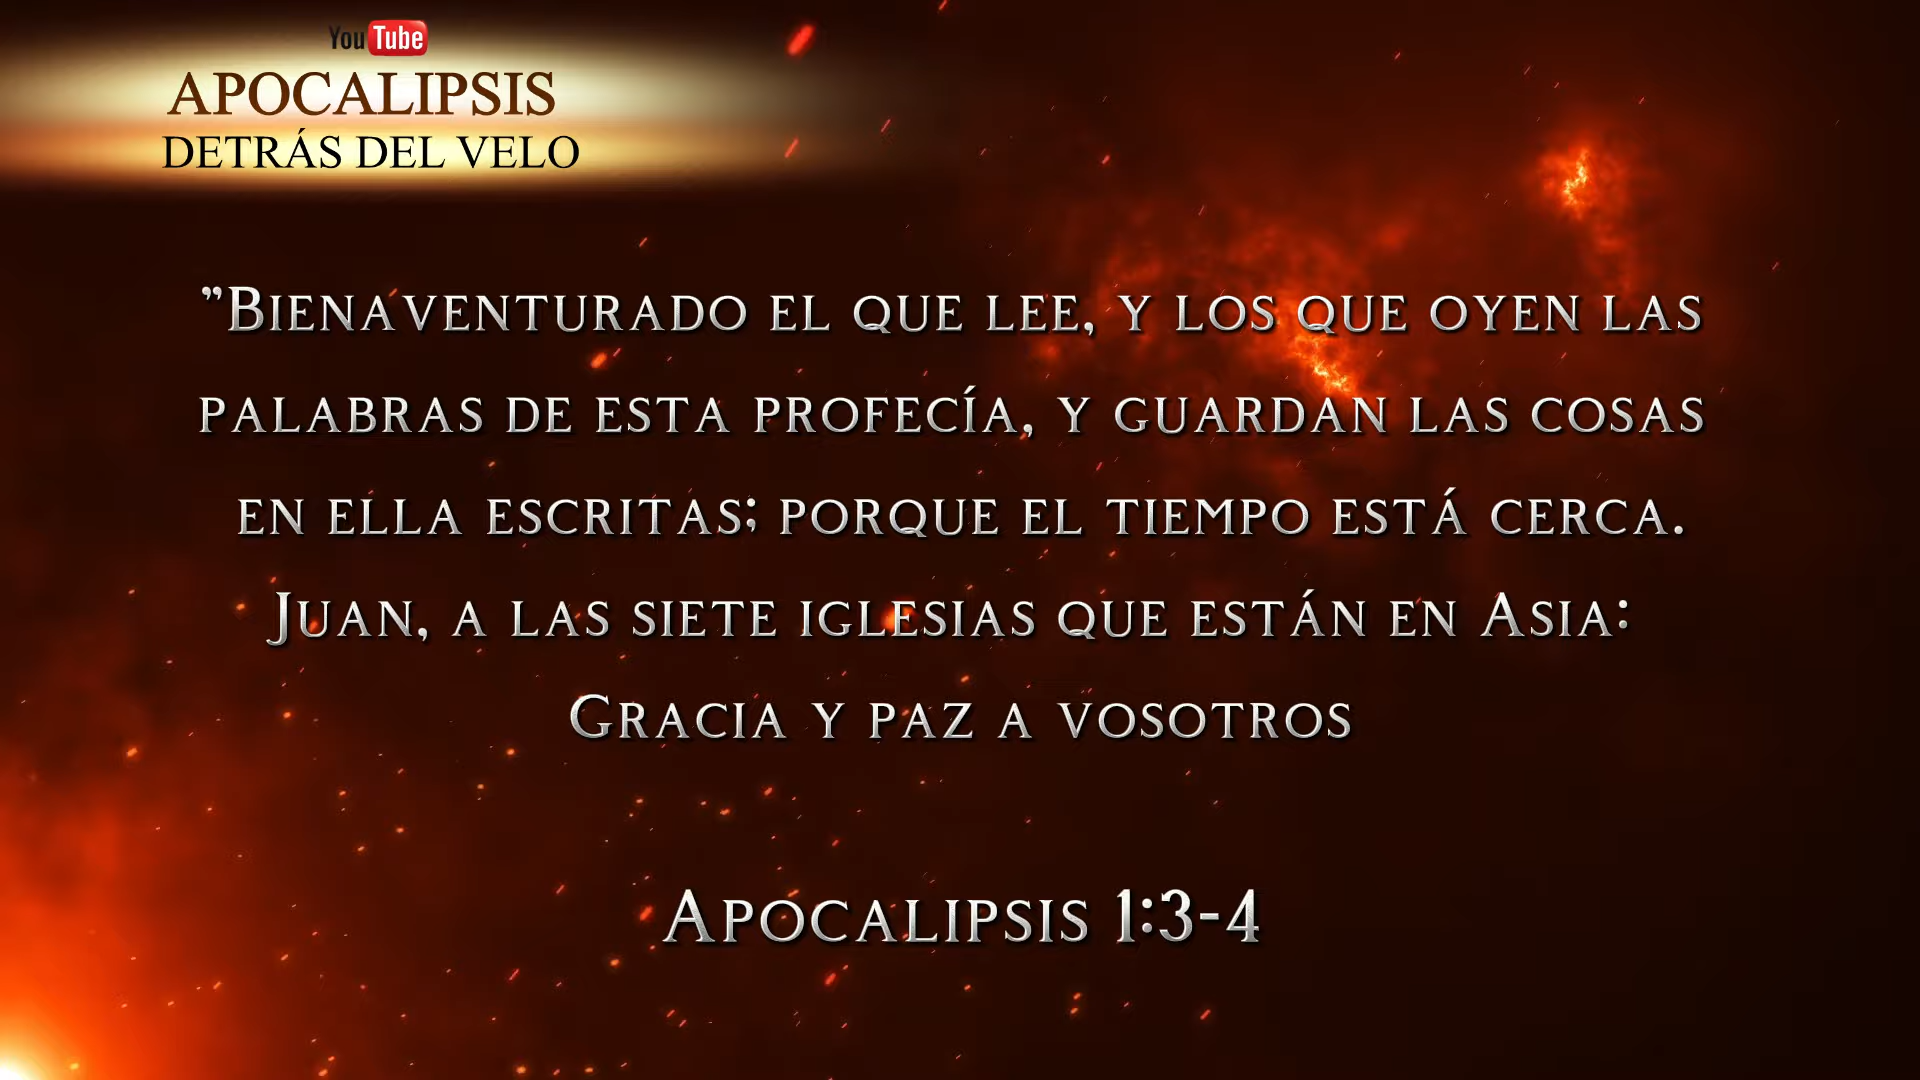 YouTube
APOCALIPSIS
DETRÁS DEL VELO
"Bienaventurado el que lee, y los que oyen las
palabras de esta profecía, y guardan las cosas
en ella escritas; porque el tiempo está cerca.
Juan, a las siete iglesias que están en Asia:
Gracia y paz a vosotros
Apocalipsis 1:3-4